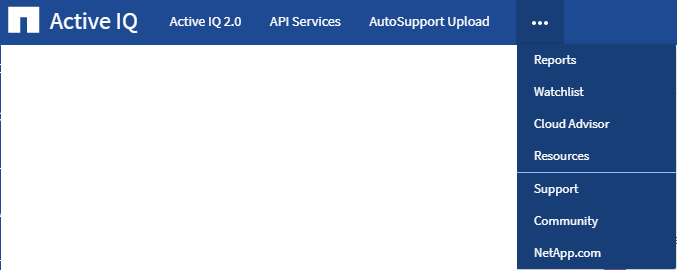 Active IQ Active IQ 2.0 API Services AutoSupport Upload •••
Reports
Watchlist
Cloud Advisor
Resources
Support
Community
NetApp.com